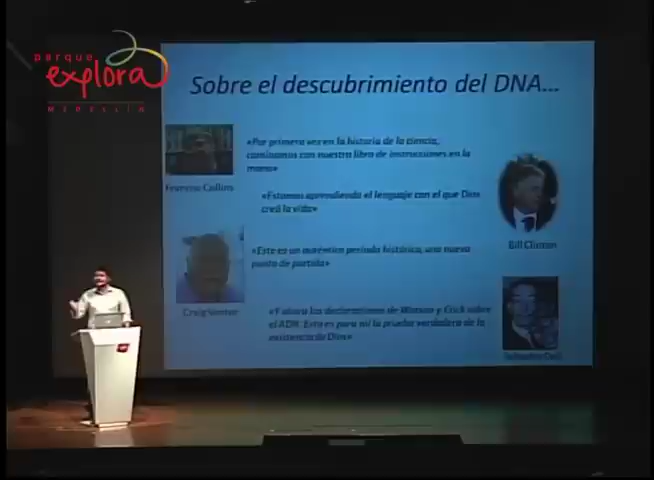 parque
explora
MEDELLÍN
Sobre el descubrimiento del DNA...
«Por primera vez en la historia de la ciencia,
caminamos con nuestro libro de instrucciones en la
mano»
Francis Collins
«Estamos aprendiendo el lenguaje con el que Dios
creó la vida»
Bill Clinton
«Este es un auténtico periodo histórico, una nueva
punto de partida»
Craig Venter
«Y ahora las declaraciones de Watson y Crick sobre
el ADN. Esta es para mí la prueba verdadera de la
existencia de Dios»
Salvador Dalí